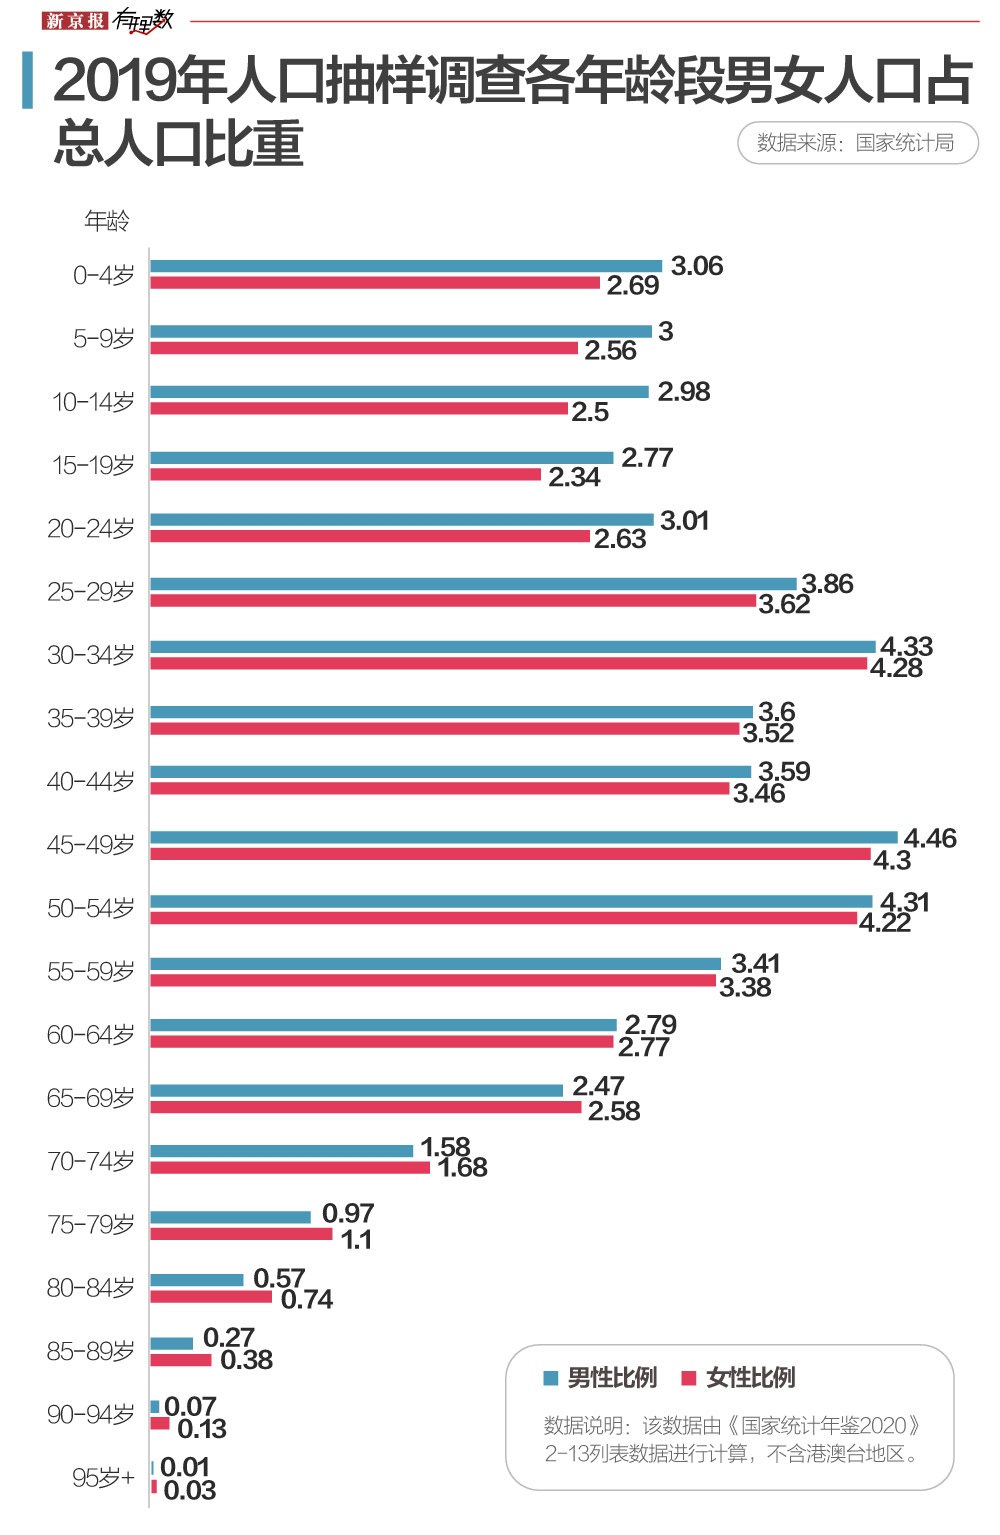 新京报 有理数
2019年人口抽样调查各年龄段男女人口占
总人口比重
数据来源：国家统计局
年龄
0-4岁 3.06
2.69
5-9岁 3
2.56
10-14岁 2.98
2.5
15-19岁 2.77
2.34
20-24岁 3.01
2.63
25-29岁 3.86
3.62
30-34岁 4.33
4.28
35-39岁 3.6
3.52
40-44岁 3.59
3.46
45-49岁 4.46
4.3
50-54岁 4.31
4.22
55-59岁 3.41
3.38
60-64岁 2.79
2.77
65-69岁 2.47
2.58
70-74岁 1.58
1.68
75-79岁 0.97
1.1
80-84岁 0.57
0.74
85-89岁 0.27
0.38
90-94岁 0.07
0.13
95岁+ 0.01
0.03
男性比例 女性比例
数据说明：该数据由《国家统计年鉴2020》
2-13列表数据进行计算，不含港澳台地区。